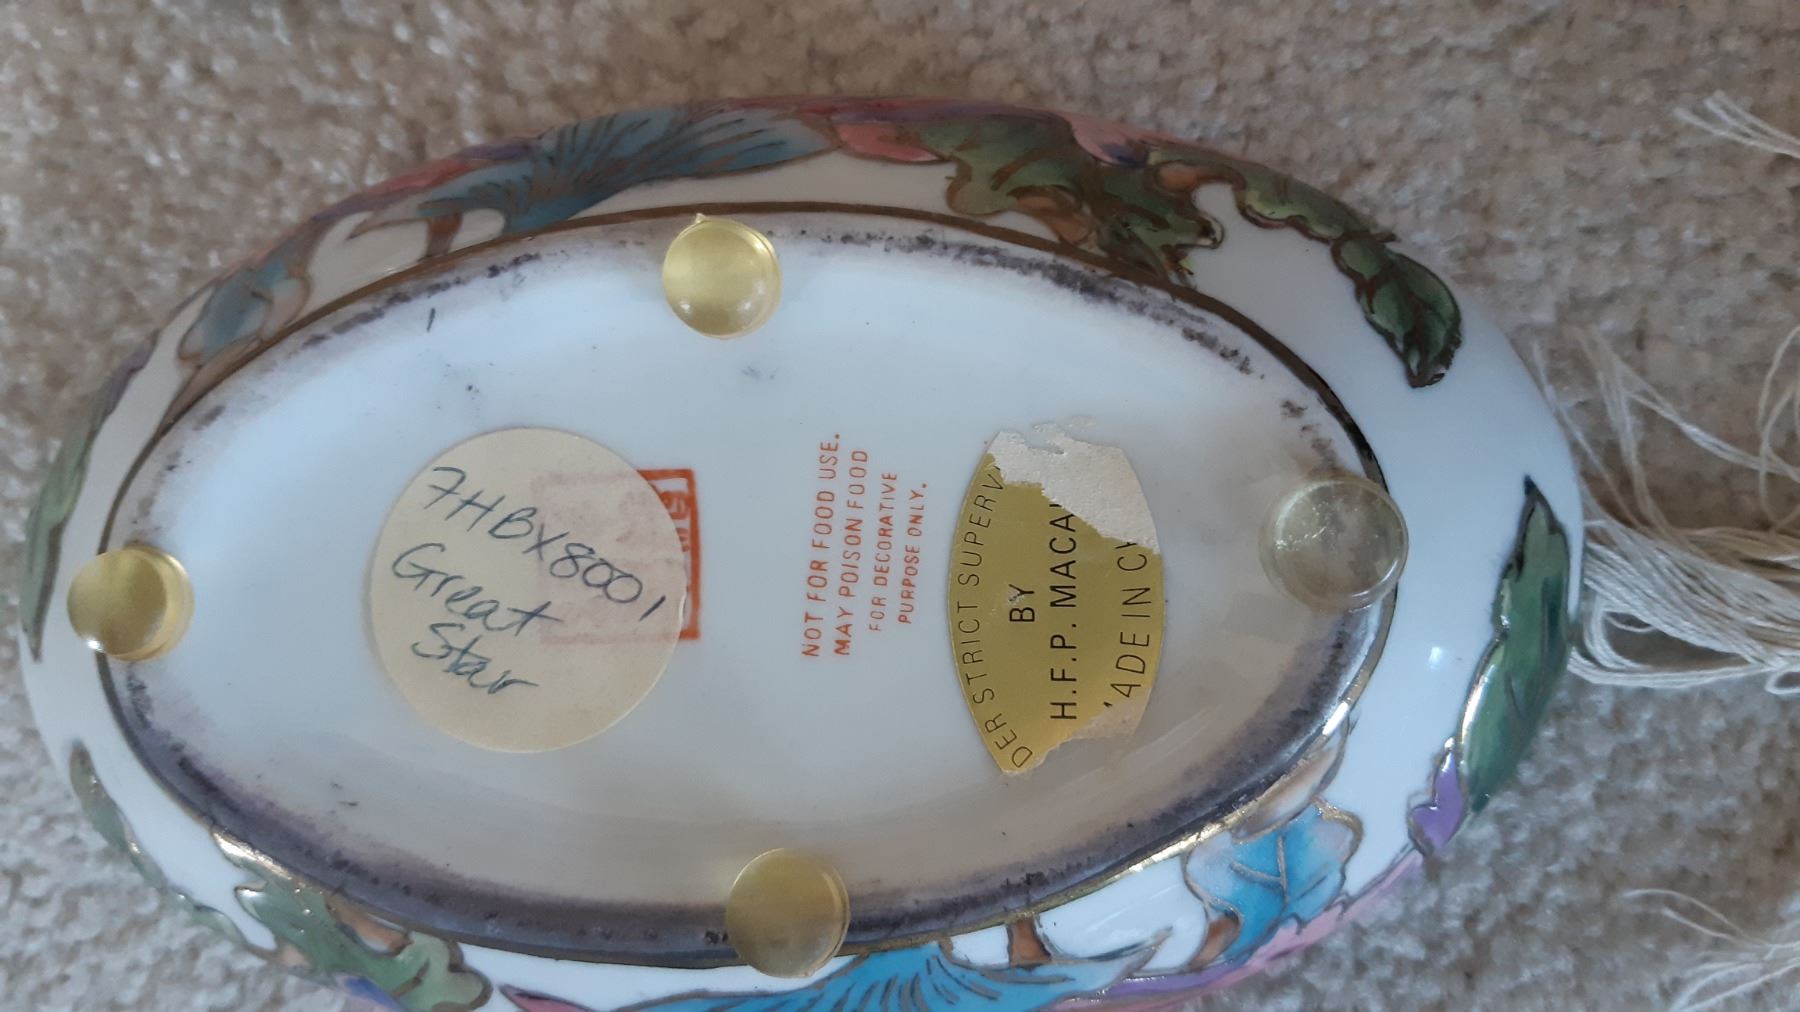 7HBX8001
Great
Star
NOT FOR FOOD USE.
MAY POISON FOOD
FOR DECORATIVE
PURPOSE ONLY.
DER STRICT SUPERV
BY
H.F.P. MACA
ADE IN CH